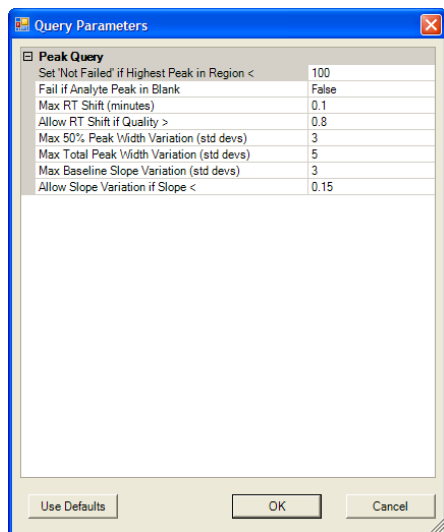 Query Parameters
Peak Query
Set 'Not Failed' if Highest Peak in Region < 100
Fail if Analyte Peak in Blank False
Max RT Shift (minutes) 0.1
Allow RT Shift if Quality > 0.8
Max 50% Peak Width Variation (std devs) 3
Max Total Peak Width Variation (std devs) 5
Max Baseline Slope Variation (std devs) 3
Allow Slope Variation if Slope < 0.15
Use Defaults OK Cancel